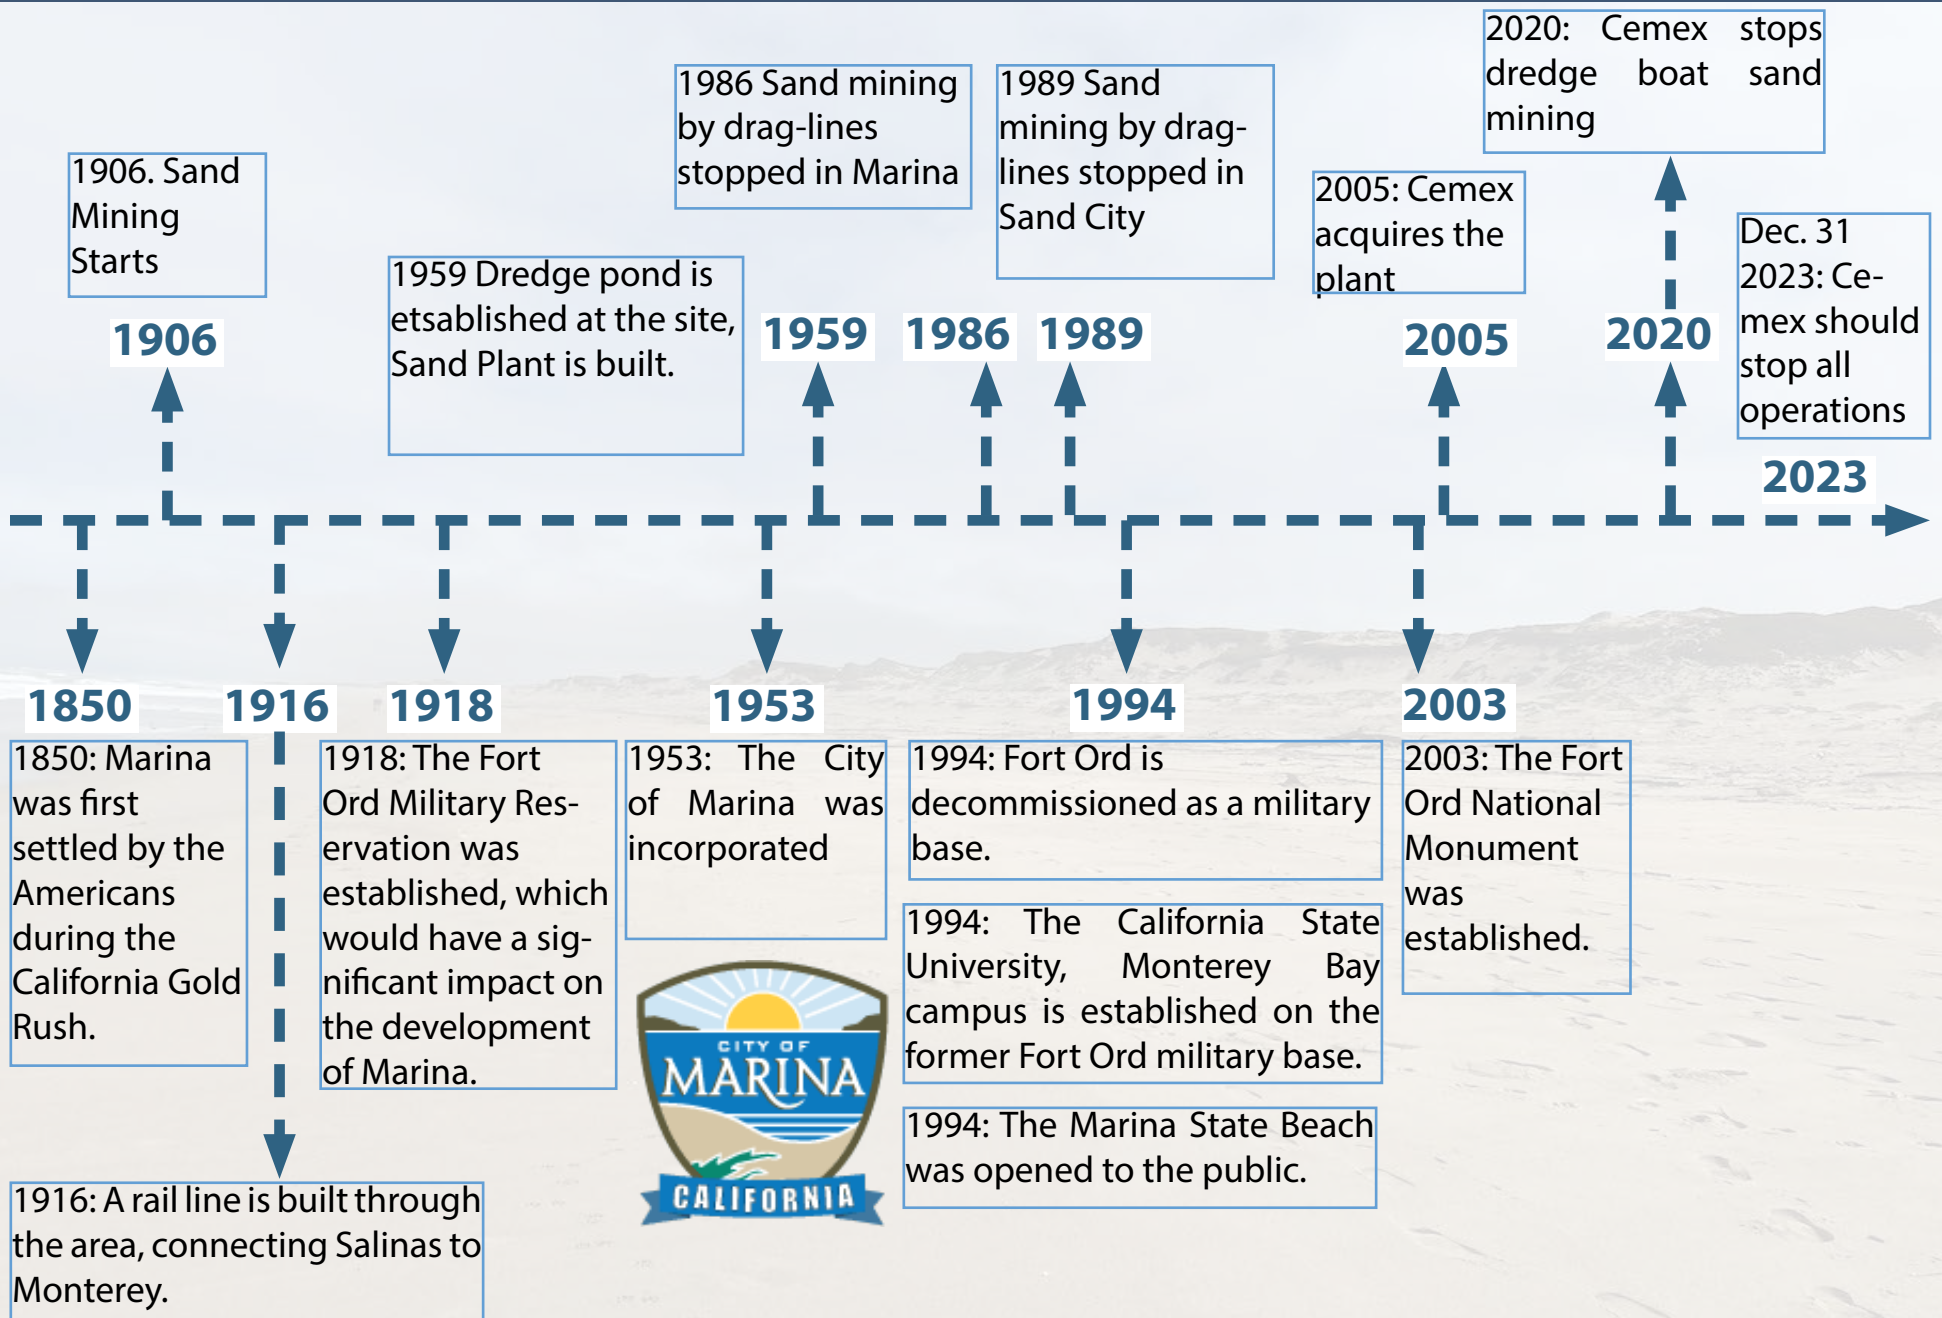 2020: Cemex stops
dredge boat sand
mining
1986 Sand mining
by drag-lines
stopped in Marina
1989 Sand
mining by drag-
lines stopped in
Sand City
1906. Sand
Mining
Starts
2005: Cemex
acquires the
plant
Dec. 31
2023: Ce-
mex should
stop all
operations
1959 Dredge pond is
etsablished at the site,
Sand Plant is built.
1906
1959
1986
1989
2005
2020
2023
1850
1916
1918
1953
1994
2003
1850: Marina
was first
settled by the
Americans
during the
California Gold
Rush.
1918: The Fort
Ord Military Res-
ervation was
established, which
would have a sig-
nificant impact on
the development
of Marina.
1953: The City
of Marina was
incorporated
1994: Fort Ord is
decommissioned as a military
base.
2003: The Fort
Ord National
Monument
was
established.
1994: The California State
University, Monterey Bay
campus is established on the
former Fort Ord military base.
CITY OF
MARINA
CALIFORNIA
1994: The Marina State Beach
was opened to the public.
1916: A rail line is built through
the area, connecting Salinas to
Monterey.